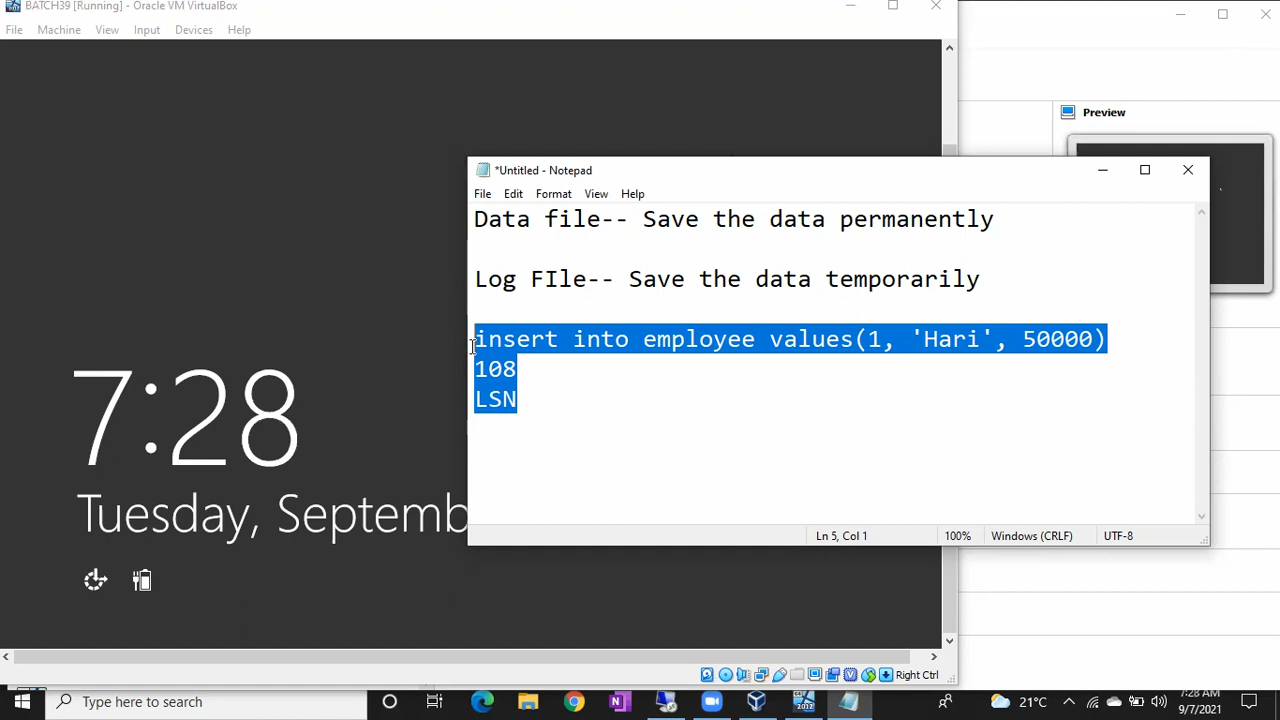 BATCH39 [Running] - Oracle VM VirtualBox
File Machine View Input Devices Help
Preview
*Untitled - Notepad
File Edit Format View Help
Data file-- Save the data permanently
Log FIle-- Save the data temporarily
insert into employee values(1, 'Hari', 50000)
108
LSN
7:28
Tuesday, Septemb
Ln 5, Col 1 100% Windows (CRLF) UTF-8
Right Ctrl
Type here to search
2017
21°C
7:28 AM
9/7/2021